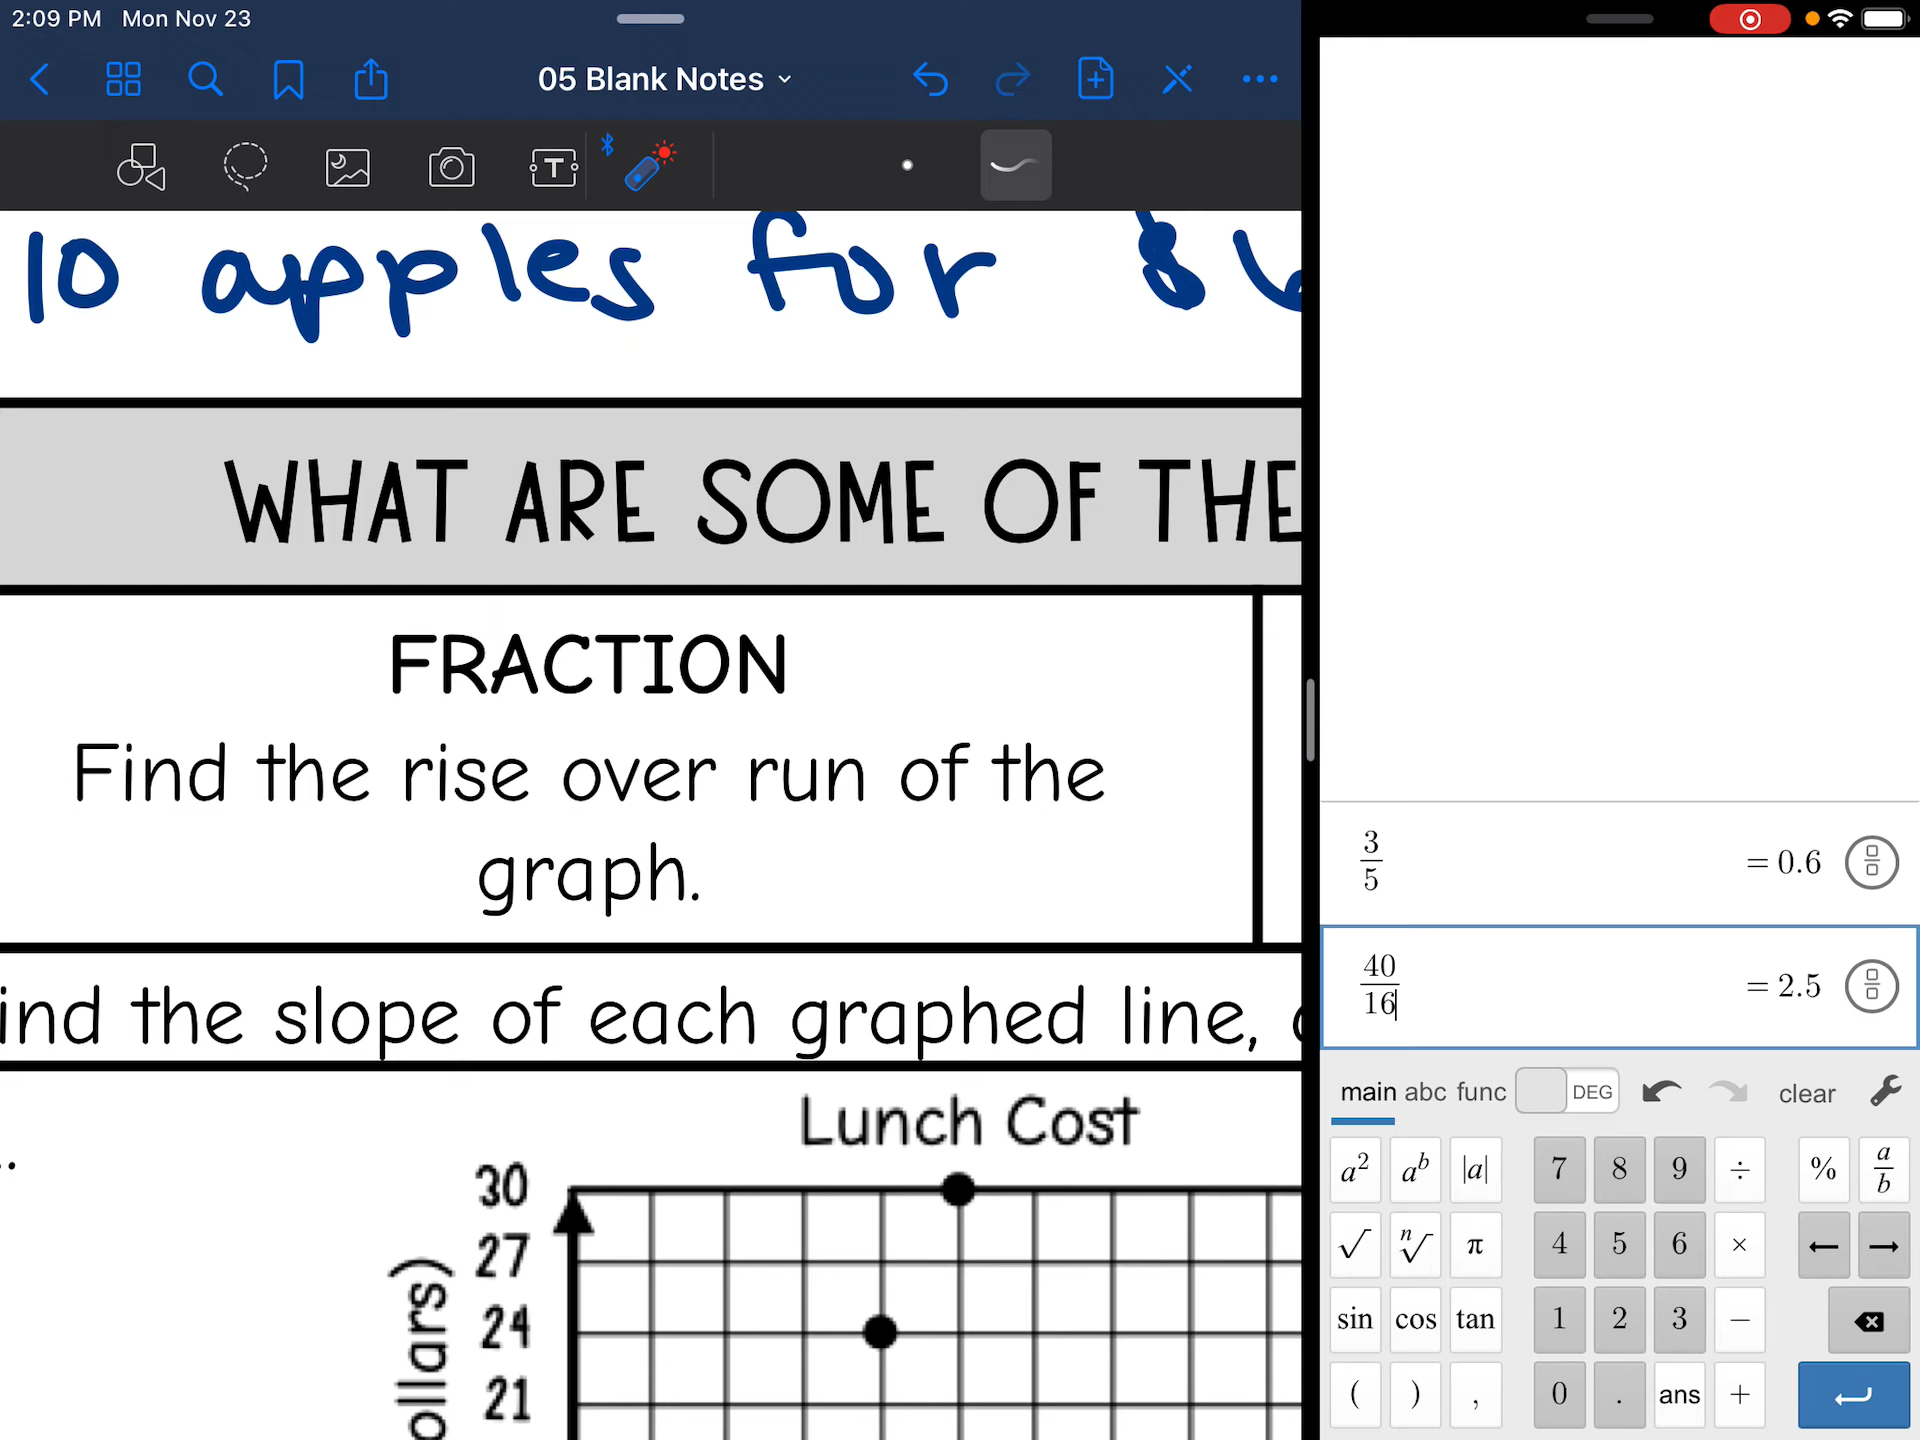 2:09 PM Mon Nov 23
05 Blank Notes
T
10 apples for $6
WHAT ARE SOME OF THE
FRACTION
Find the rise over run of the
graph.
ind the slope of each graphed line,
..
Lunch Cost
30
27
24
21
ollars)
3/5 = 0.6
40/16 = 2.5
main abc func DEG clear
a² aᵇ |a| 7 8 9 ÷ % a/b
√ ⁿ√ π 4 5 6 × ← →
sin cos tan 1 2 3 −
( ) , 0 . ans +